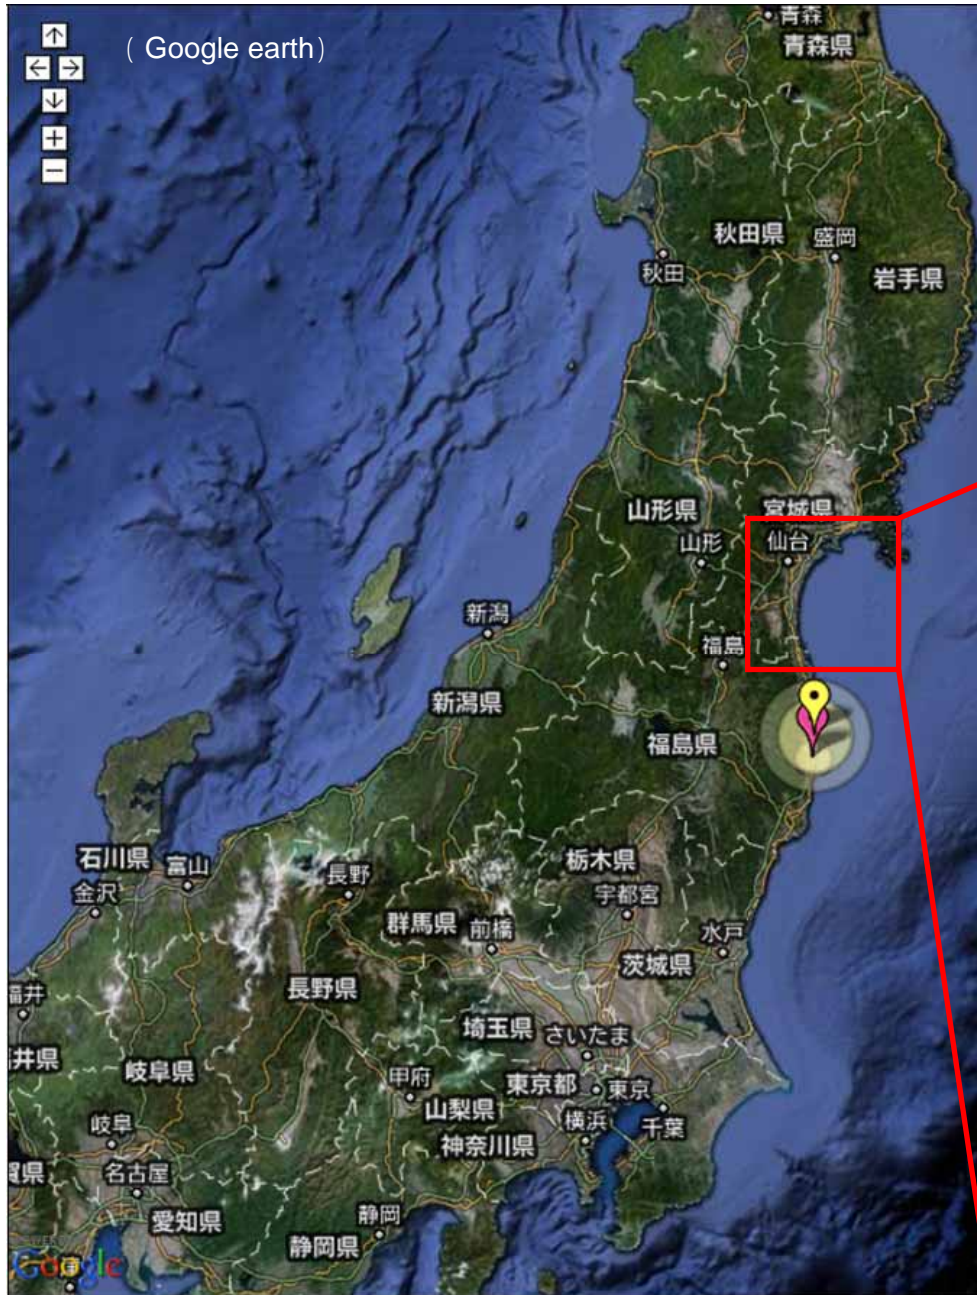 青森
青森県
( Google earth)
秋田県
盛岡
秋田
岩手県
山形県
宮城県
山形
仙台
新潟
福島
新潟県
福島県
石川県
富山
長野
栃木県
金沢
宇都宮
群馬県
前橋
水戸
茨城県
長野県
福井
埼玉県
さいたま
井県
岐阜県
甲府
東京都
東京
山梨県
横浜
千葉
岐阜
神奈川県
賀県
名古屋
愛知県
静岡
静岡県
Google
津